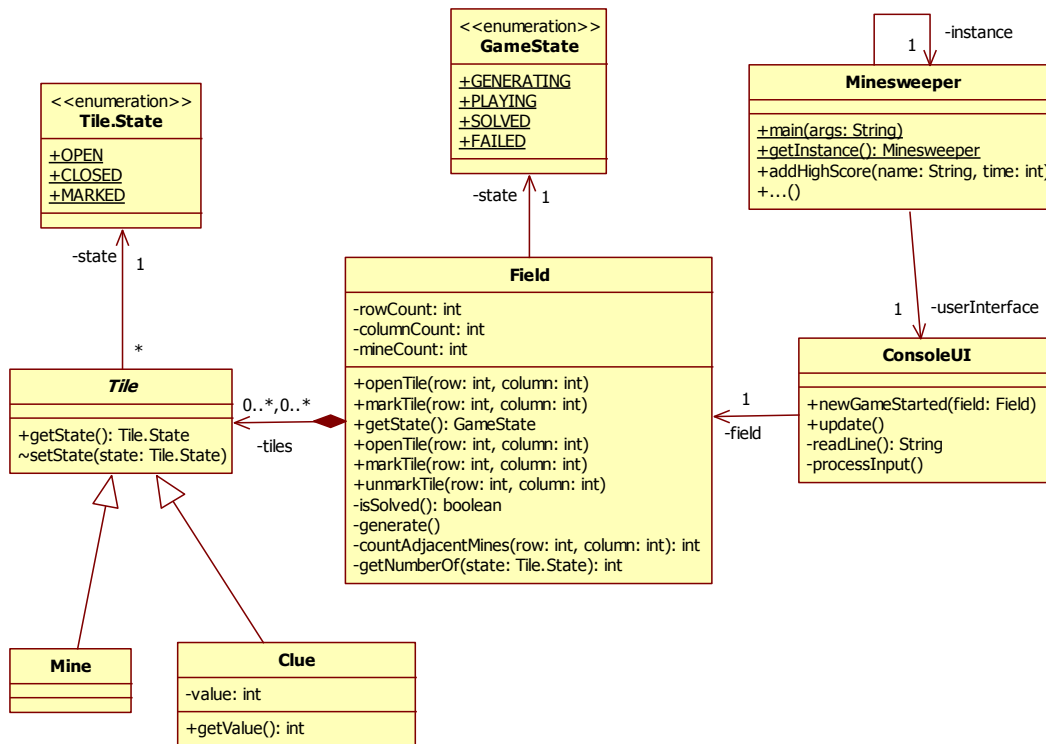 <<enumeration>>
GameState
+GENERATING
+PLAYING
+SOLVED
+FAILED
-instance
1
Minesweeper
+main(args: String)
+getInstance(): Minesweeper
+addHighScore(name: String, time: int)
+...()
<<enumeration>>
Tile.State
+OPEN
+CLOSED
+MARKED
-state
1
-state
1
*
Field
-rowCount: int
-columnCount: int
-mineCount: int
+openTile(row: int, column: int)
+markTile(row: int, column: int)
+getState(): GameState
+openTile(row: int, column: int)
+markTile(row: int, column: int)
+unmarkTile(row: int, column: int)
-isSolved(): boolean
-generate()
-countAdjacentMines(row: int, column: int): int
-getNumberOf(state: Tile.State): int
1
-userInterface
ConsoleUI
+newGameStarted(field: Field)
+update()
-readLine(): String
-processInput()
1
-field
Tile
+getState(): Tile.State
~setState(state: Tile.State)
0..*,0..*
-tiles
Mine
Clue
-value: int
+getValue(): int